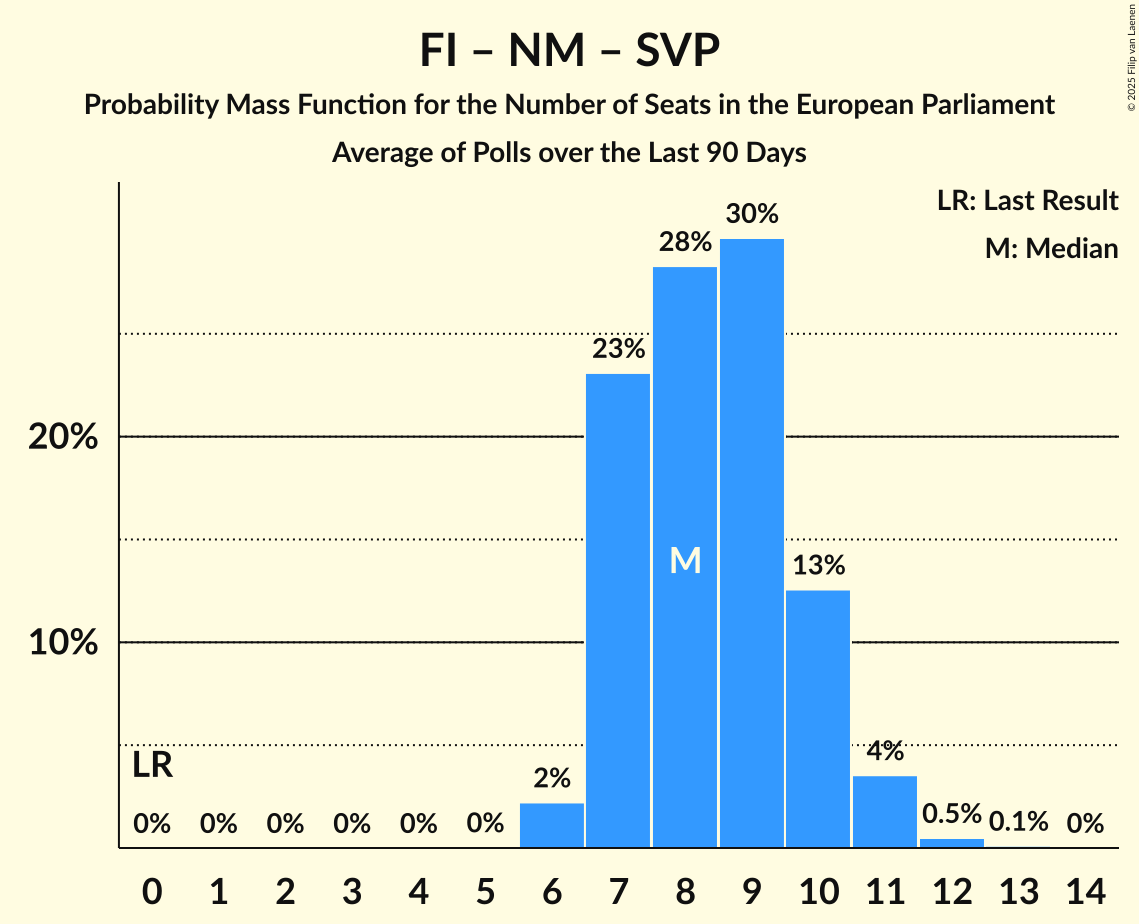 FI – NM – SVP
Probability Mass Function for the Number of Seats in the European Parliament
Average of Polls over the Last 90 Days
© 2025 Filip van Laenen
LR: Last Result
M: Median
30%
28%
23%
20%
M
13%
10%
4%
LR
2%
0% 0% 0% 0% 0% 0% 0.5% 0.1% 0%
0 1 2 3 4 5 6 7 8 9 10 11 12 13 14